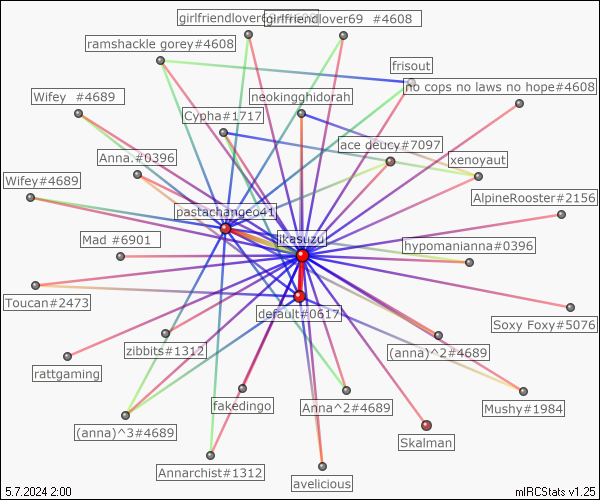 girlfriendlover69 #4608
girlfriendlover69  #4608
ramshackle gorey#4608
frisout
no cops no laws no hope#4608
Wifey  #4689
neokingghidorah
Cypha#1717
ace deucy#7097
Anna.#0396
xenoyaut
Wifey#4689
AlpineRooster#2156
pastachangeo41
Mad #6901
jkasuzu
hypomanianna#0396
Toucan#2473
default#0617
Soxy Foxy#5076
zibbits#1312
(anna)^2#4689
rattgaming
fakedingo
Anna^2#4689
Mushy#1984
(anna)^3#4689
Skalman
Annarchist#1312
avelicious
5.7.2024 2:00
mIRCStats v1.25